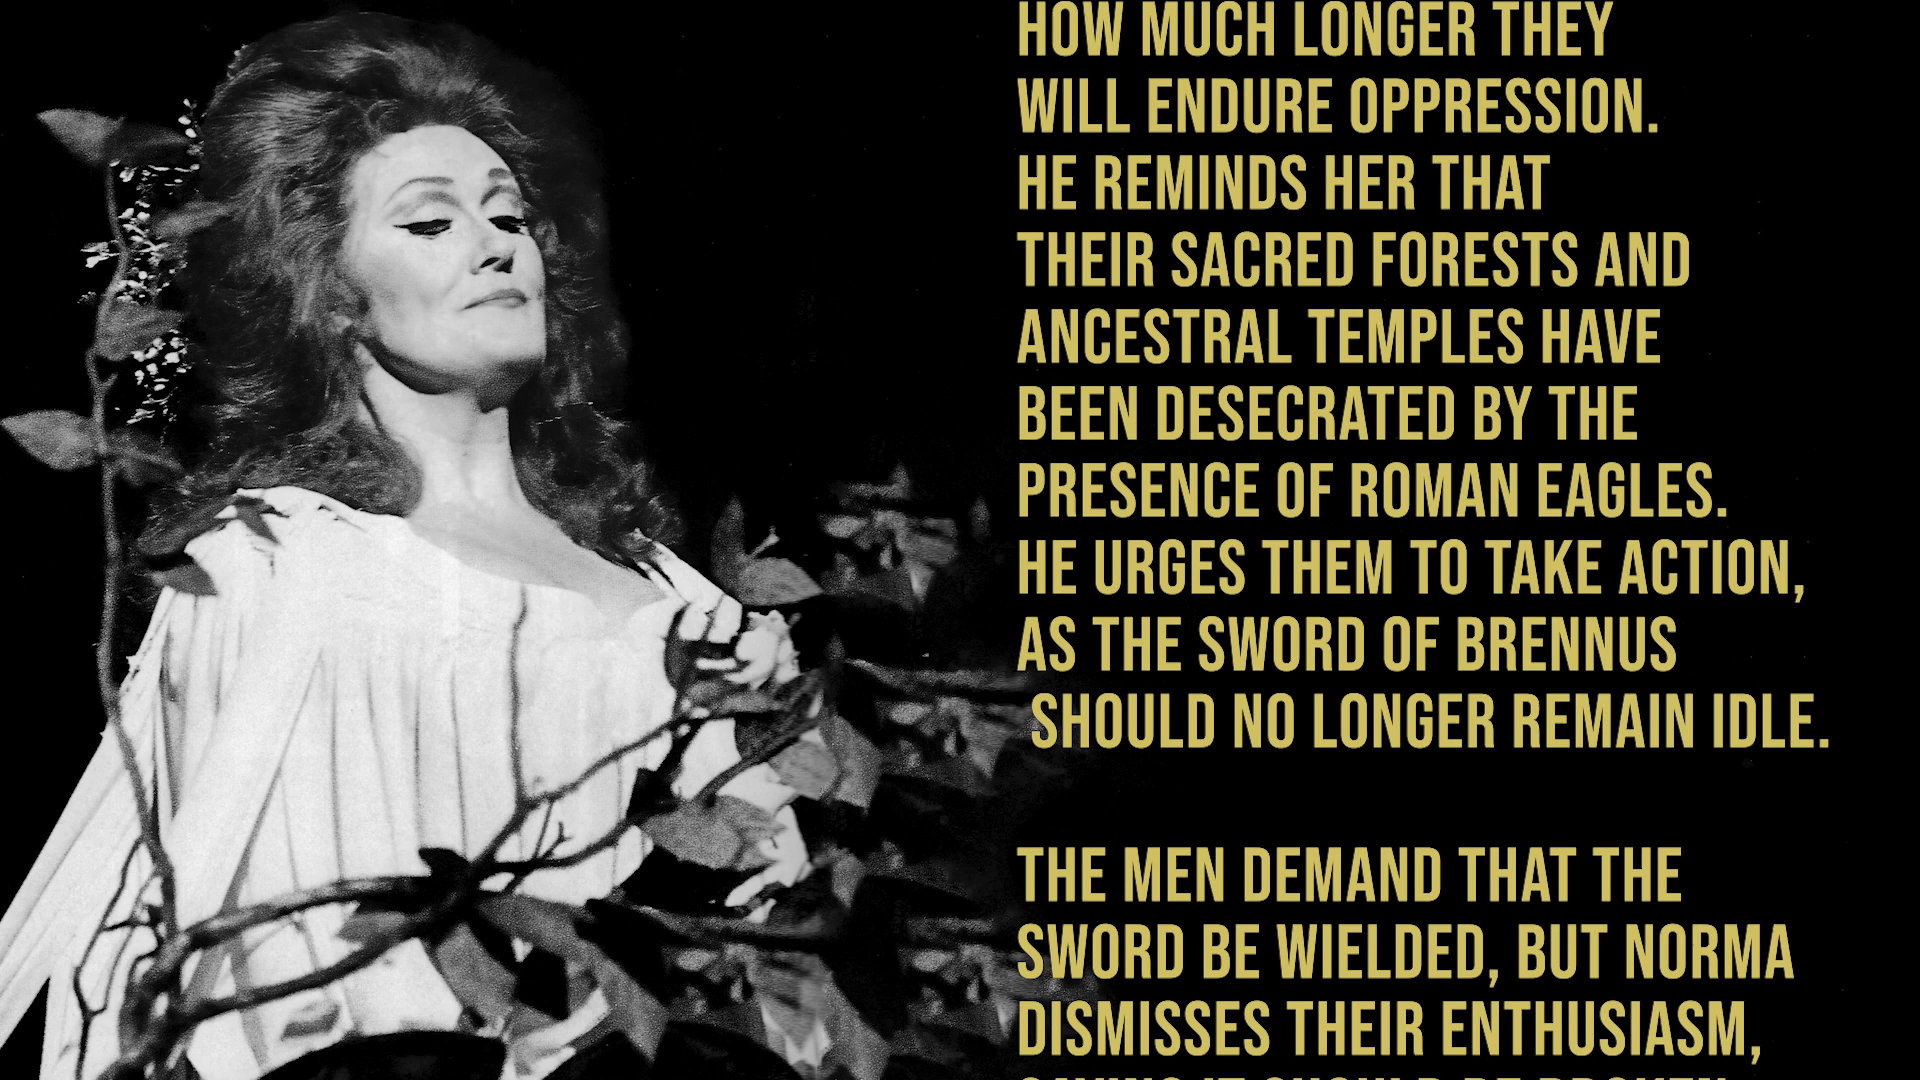 HOW MUCH LONGER THEY
WILL ENDURE OPPRESSION.
HE REMINDS HER THAT
THEIR SACRED FORESTS AND
ANCESTRAL TEMPLES HAVE
BEEN DESECRATED BY THE
PRESENCE OF ROMAN EAGLES.
HE URGES THEM TO TAKE ACTION,
AS THE SWORD OF BRENNUS
SHOULD NO LONGER REMAIN IDLE.
THE MEN DEMAND THAT THE
SWORD BE WIELDED, BUT NORMA
DISMISSES THEIR ENTHUSIASM,